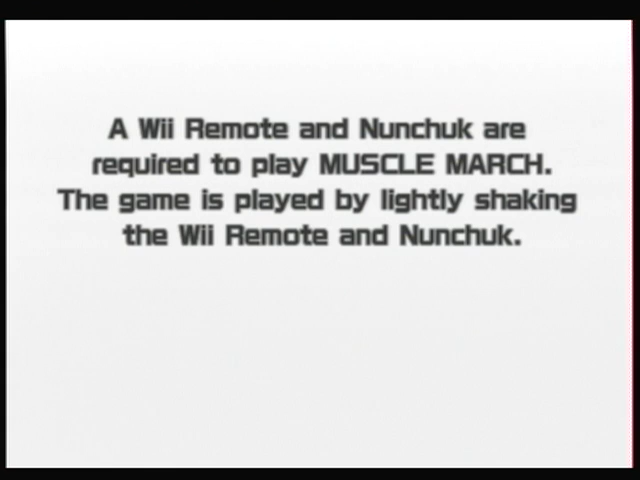 A Wii Remote and Nunchuk are
required to play MUSCLE MARCH.
The game is played by lightly shaking
the Wii Remote and Nunchuk.